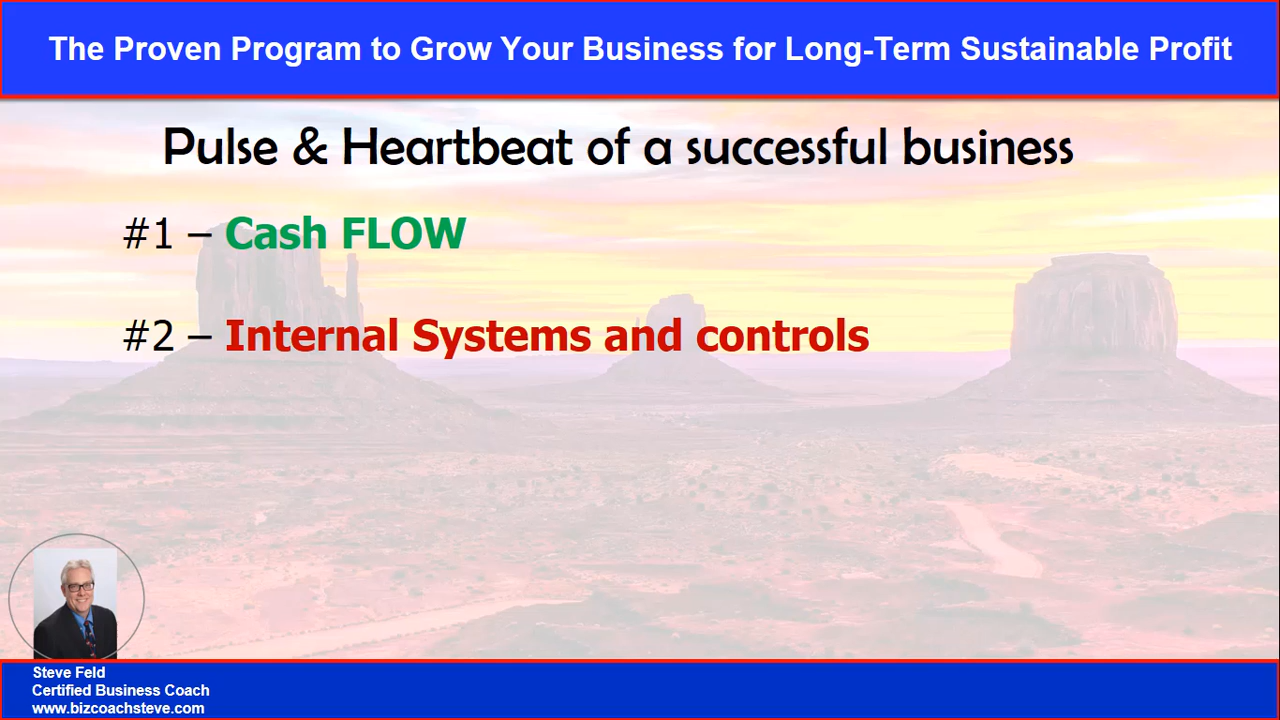 The Proven Program to Grow Your Business for Long-Term Sustainable Profit
Pulse & Heartbeat of a successful business
#1 – Cash FLOW
#2 – Internal Systems and controls
Steve Feld
Certified Business Coach
www.bizcoachsteve.com